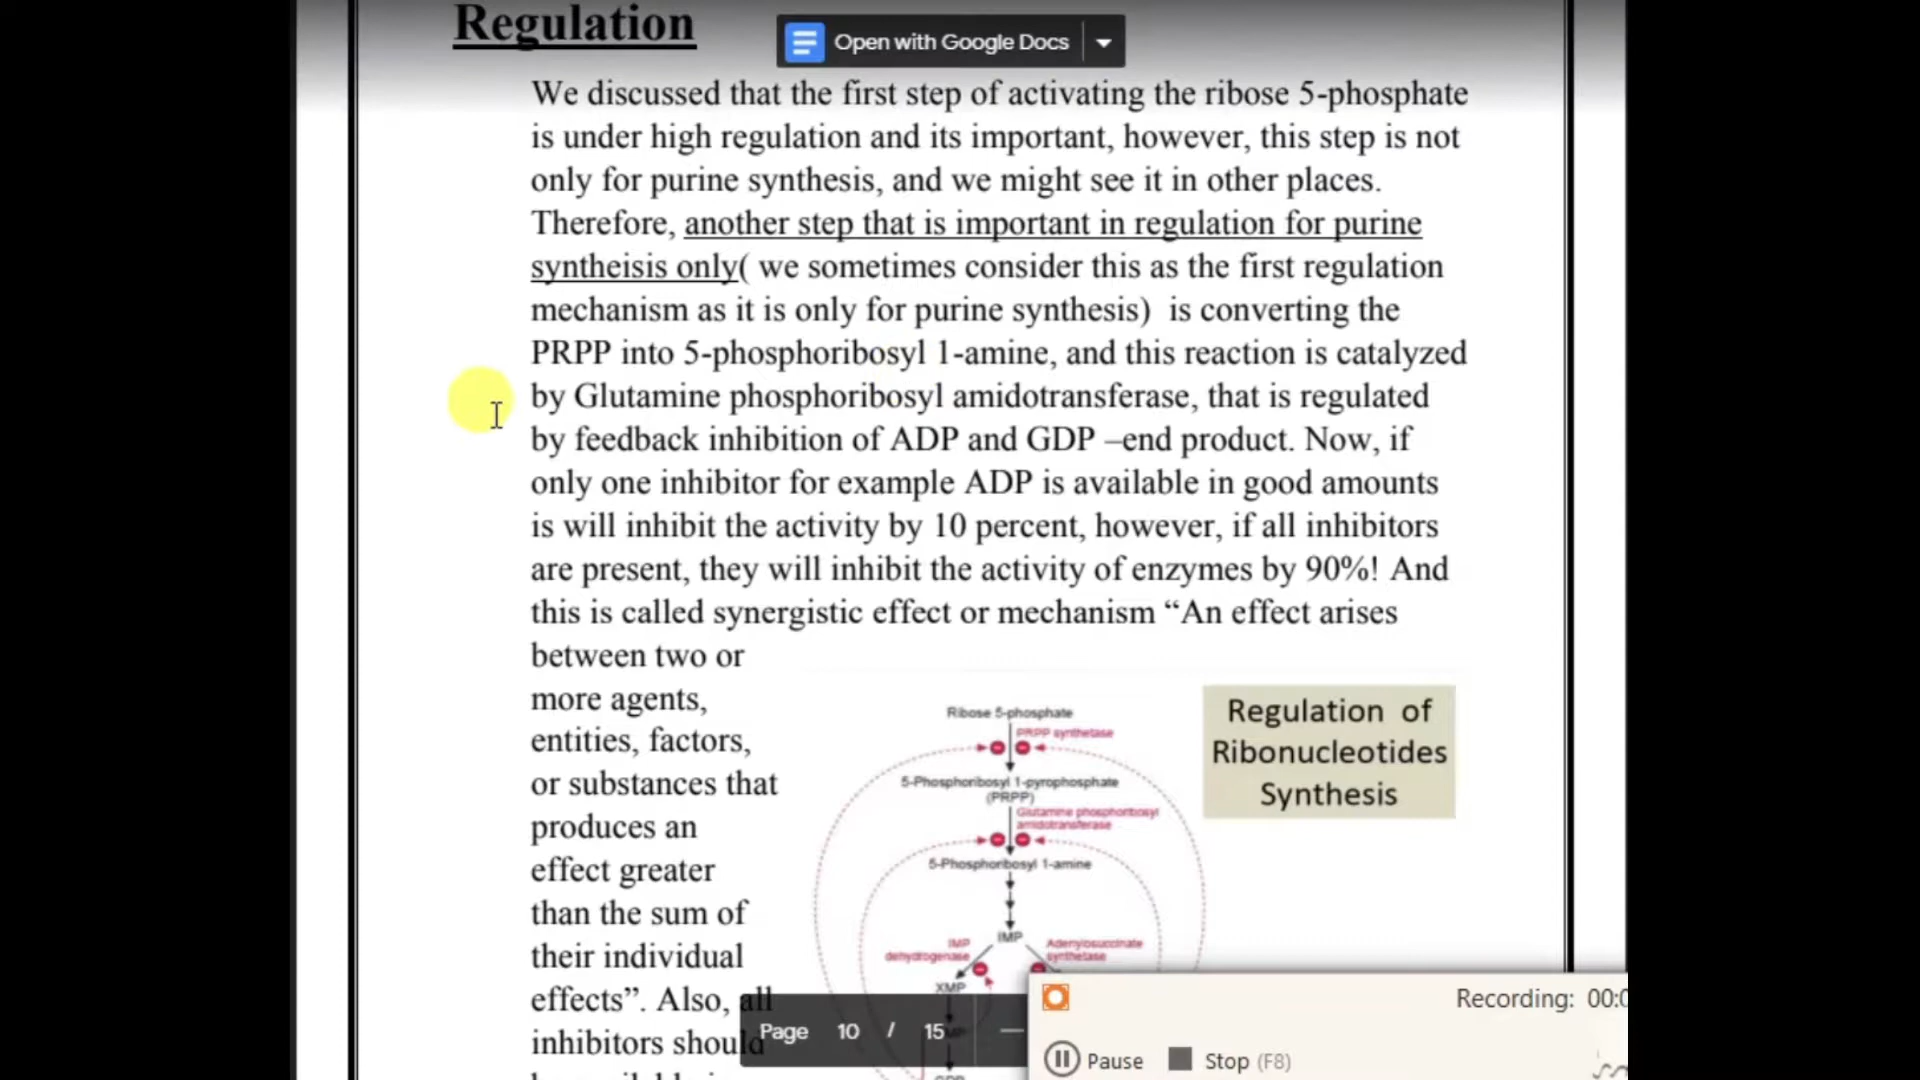 Regulation
Open with Google Docs
We discussed that the first step of activating the ribose 5-phosphate
is under high regulation and its important, however, this step is not
only for purine synthesis, and we might see it in other places.
Therefore, another step that is important in regulation for purine
syntheisis only( we sometimes consider this as the first regulation
mechanism as it is only for purine synthesis) is converting the
PRPP into 5-phosphoribosyl 1-amine, and this reaction is catalyzed
by Glutamine phosphoribosyl amidotransferase, that is regulated
by feedback inhibition of ADP and GDP –end product. Now, if
only one inhibitor for example ADP is available in good amounts
is will inhibit the activity by 10 percent, however, if all inhibitors
are present, they will inhibit the activity of enzymes by 90%! And
this is called synergistic effect or mechanism “An effect arises
between two or
more agents,
entities, factors,
or substances that
produces an
effect greater
than the sum of
their individual
effects”. Also, all
inhibitors should
Ribose 5-phosphate
PRPP synthetase
5-Phosphoribosyl 1-pyrophosphate
(PRPP)
Glutamine phosphoribosyl
amidotransferase
5-Phosphoribosyl 1-amine
IMP
IMP
dehydrogenase
Adenylosuccinate
synthetase
XMP
Regulation of
Ribonucleotides
Synthesis
Page 10 / 15
Recording: 00:0
Pause
Stop (F8)